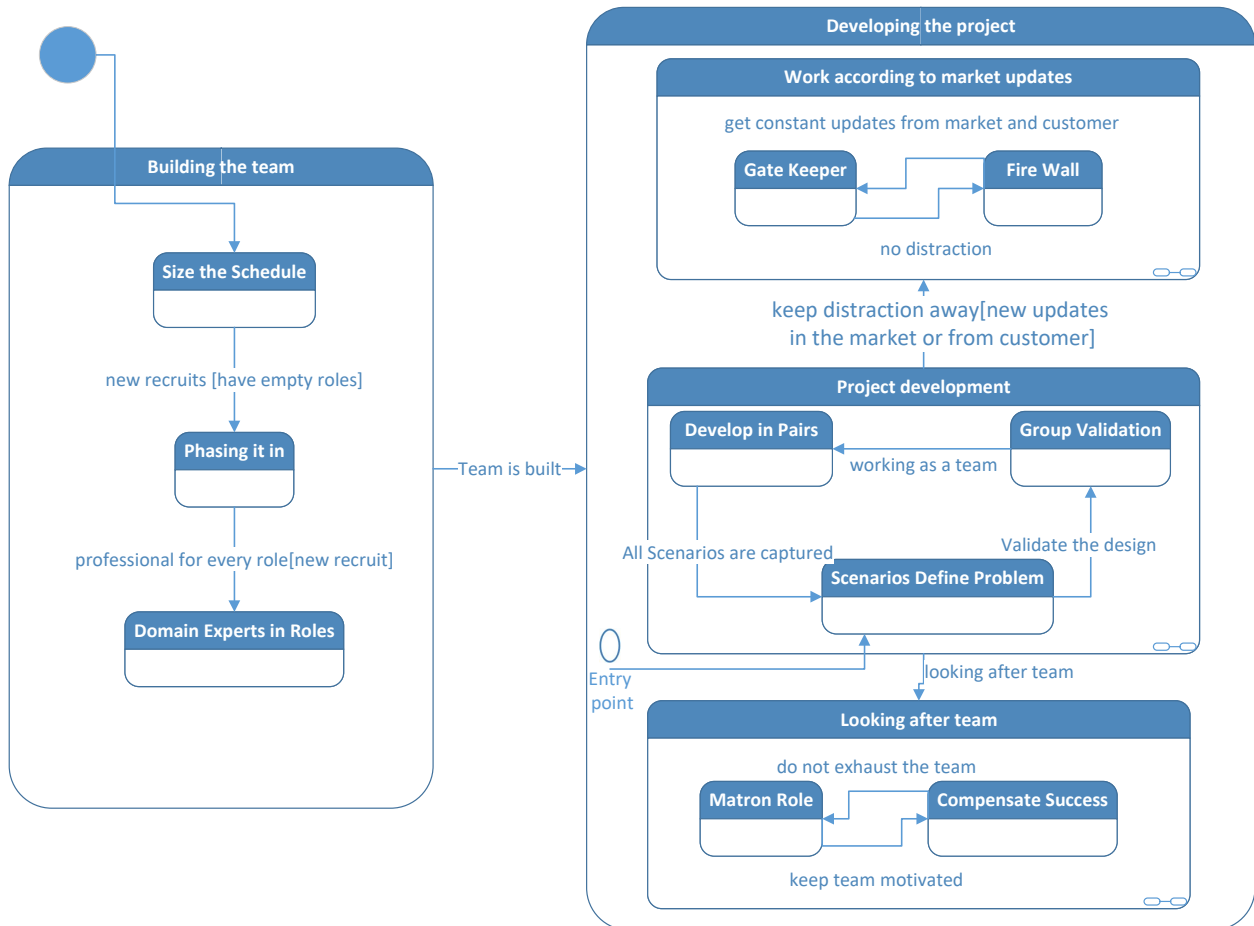 Building the team
Size the Schedule
new recruits [have empty roles]
Phasing it in
professional for every role[new recruit]
Domain Experts in Roles
Team is built
Developing the project
Work according to market updates
get constant updates from market and customer
Gate Keeper
Fire Wall
no distraction
keep distraction away[new updates
in the market or from customer]
Project development
Develop in Pairs
Group Validation
working as a team
All Scenarios are captured
Validate the design
Scenarios Define Problem
Entry
point
looking after team
Looking after team
do not exhaust the team
Matron Role
Compensate Success
keep team motivated